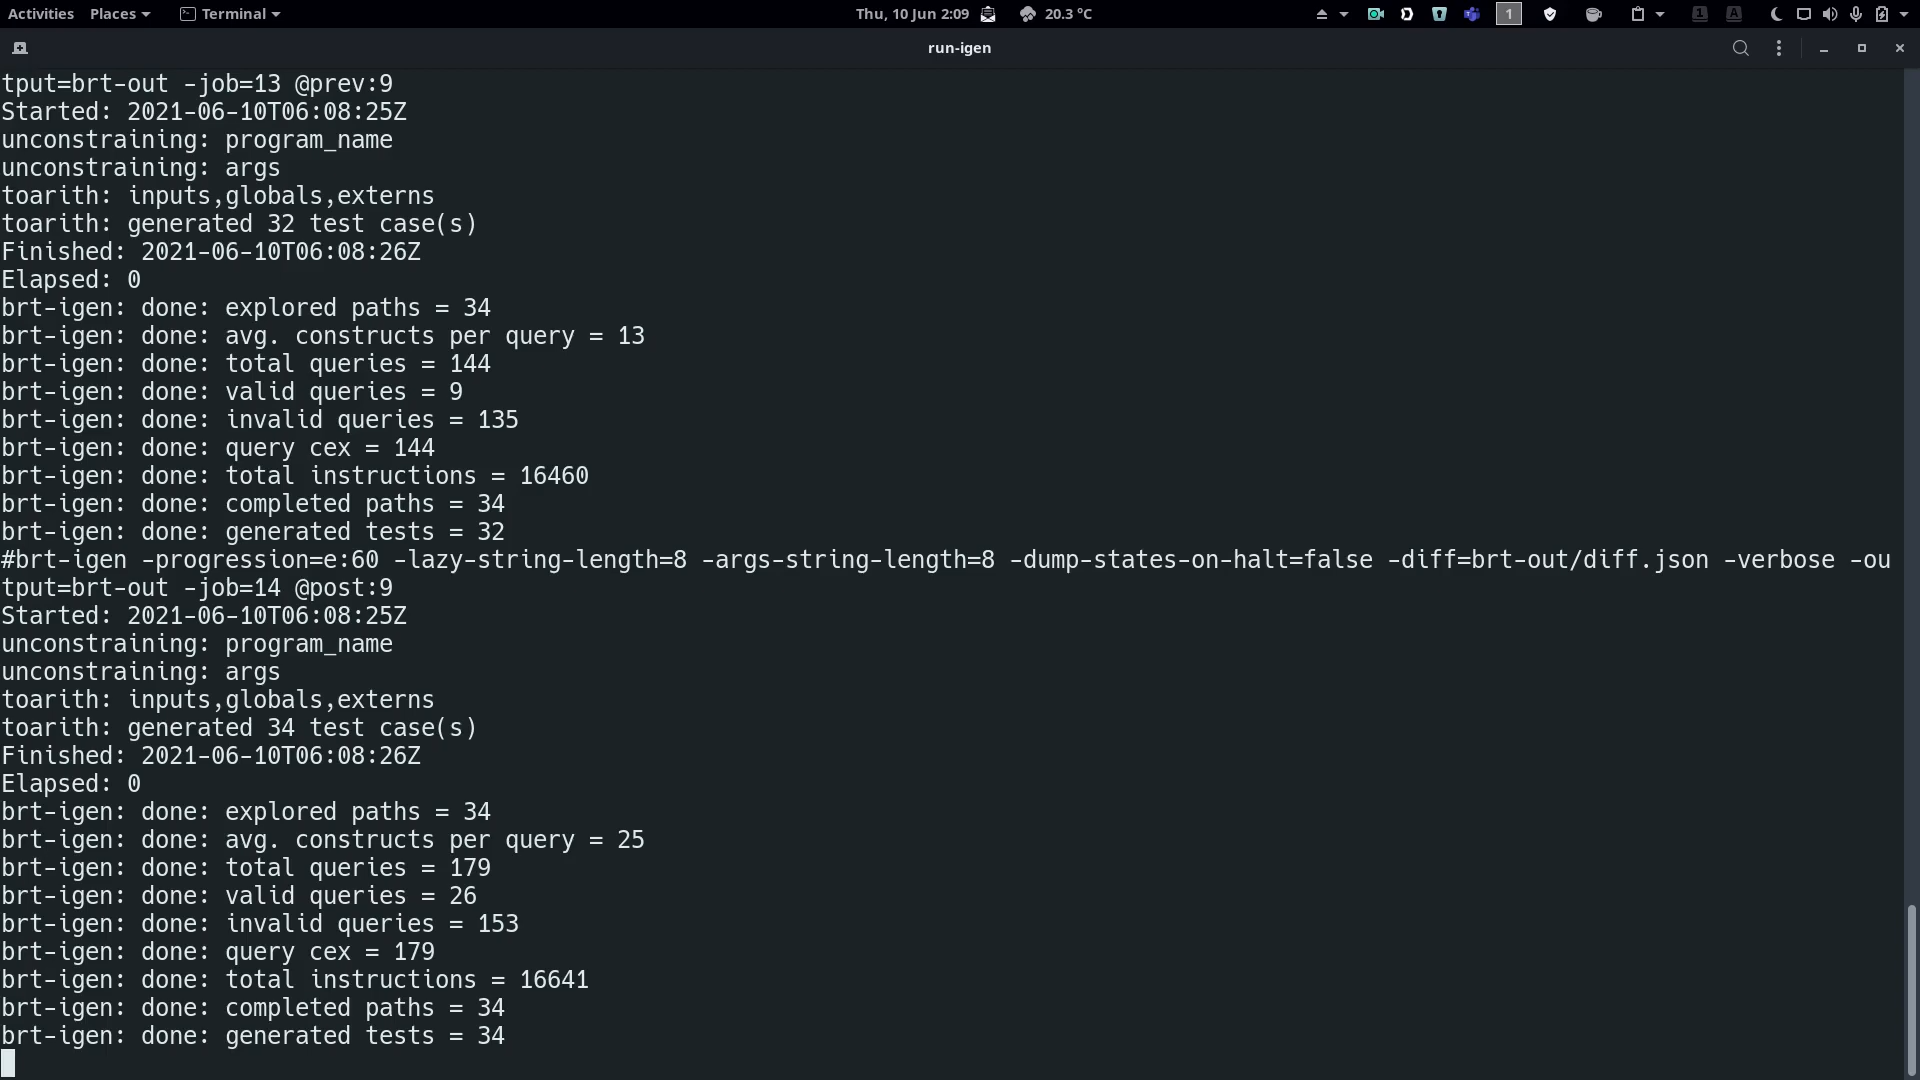 Activities Places Terminal Thu, 10 Jun 2:09 20.3 °C 1 1 A
run-igen
tput=brt-out -job=13 @prev:9
Started: 2021-06-10T06:08:25Z
unconstraining: program_name
unconstraining: args
toarith: inputs,globals,externs
toarith: generated 32 test case(s)
Finished: 2021-06-10T06:08:26Z
Elapsed: 0
brt-igen: done: explored paths = 34
brt-igen: done: avg. constructs per query = 13
brt-igen: done: total queries = 144
brt-igen: done: valid queries = 9
brt-igen: done: invalid queries = 135
brt-igen: done: query cex = 144
brt-igen: done: total instructions = 16460
brt-igen: done: completed paths = 34
brt-igen: done: generated tests = 32
#brt-igen -progression=e:60 -lazy-string-length=8 -args-string-length=8 -dump-states-on-halt=false -diff=brt-out/diff.json -verbose -ou
tput=brt-out -job=14 @post:9
Started: 2021-06-10T06:08:25Z
unconstraining: program_name
unconstraining: args
toarith: inputs,globals,externs
toarith: generated 34 test case(s)
Finished: 2021-06-10T06:08:26Z
Elapsed: 0
brt-igen: done: explored paths = 34
brt-igen: done: avg. constructs per query = 25
brt-igen: done: total queries = 179
brt-igen: done: valid queries = 26
brt-igen: done: invalid queries = 153
brt-igen: done: query cex = 179
brt-igen: done: total instructions = 16641
brt-igen: done: completed paths = 34
brt-igen: done: generated tests = 34